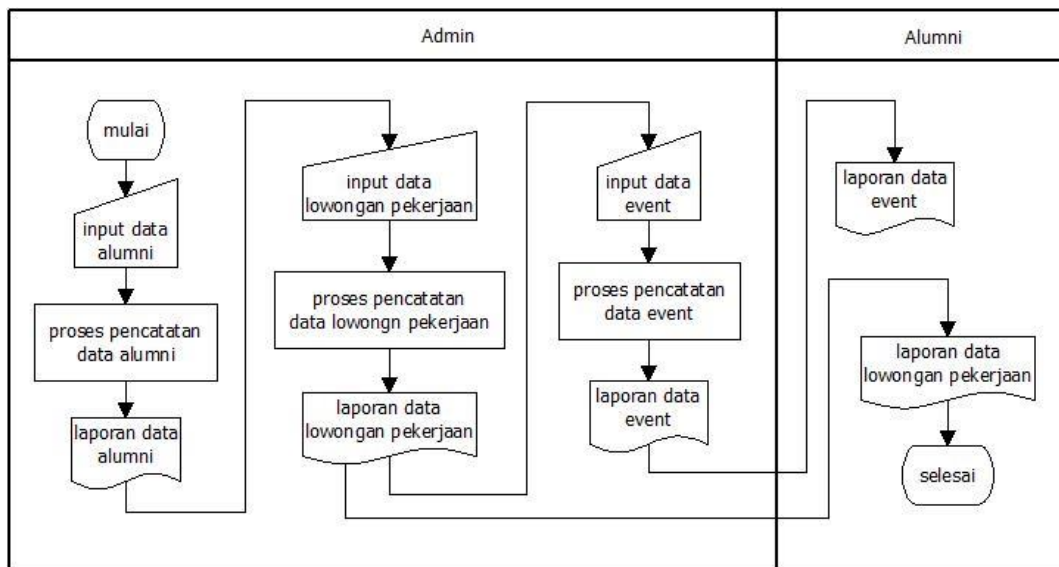 Admin
Alumni
mulai
input data
alumni
proses pencatatan
data alumni
laporan data
alumni
input data
lowongan pekerjaan
proses pencatatan
data lowongn pekerjaan
laporan data
lowongan pekerjaan
input data
event
proses pencatatan
data event
laporan data
event
laporan data
event
laporan data
lowongan pekerjaan
selesai